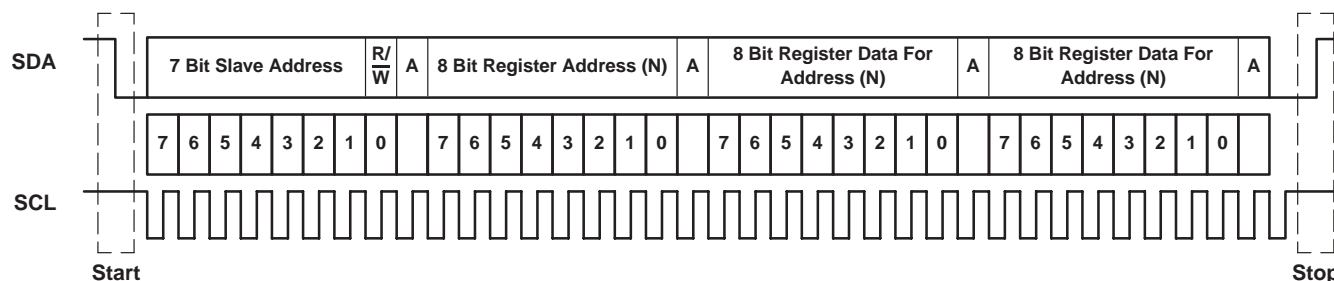 SDA
7 Bit Slave Address R/W A 8 Bit Register Address (N) A 8 Bit Register Data For Address (N) A 8 Bit Register Data For Address (N) A
7 6 5 4 3 2 1 0 7 6 5 4 3 2 1 0 7 6 5 4 3 2 1 0 7 6 5 4 3 2 1 0
SCL
Start Stop